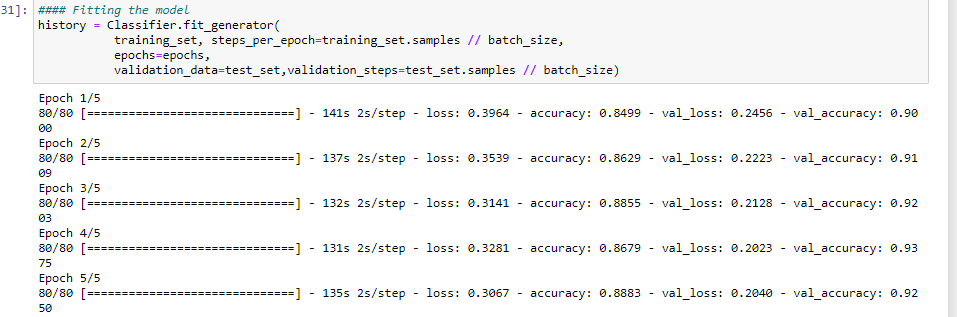 31]: #### Fitting the model
history = Classifier.fit_generator(
training_set, steps_per_epoch=training_set.samples // batch_size,
epochs=epochs,
validation_data=test_set,validation_steps=test_set.samples // batch_size)
Epoch 1/5
80/80 [==============================] - 141s 2s/step - loss: 0.3964 - accuracy: 0.8499 - val_loss: 0.2456 - val_accuracy: 0.90
00
Epoch 2/5
80/80 [==============================] - 137s 2s/step - loss: 0.3539 - accuracy: 0.8629 - val_loss: 0.2223 - val_accuracy: 0.91
09
Epoch 3/5
80/80 [==============================] - 132s 2s/step - loss: 0.3141 - accuracy: 0.8855 - val_loss: 0.2128 - val_accuracy: 0.92
03
Epoch 4/5
80/80 [==============================] - 131s 2s/step - loss: 0.3281 - accuracy: 0.8679 - val_loss: 0.2023 - val_accuracy: 0.93
75
Epoch 5/5
80/80 [==============================] - 135s 2s/step - loss: 0.3067 - accuracy: 0.8883 - val_loss: 0.2040 - val_accuracy: 0.92
50